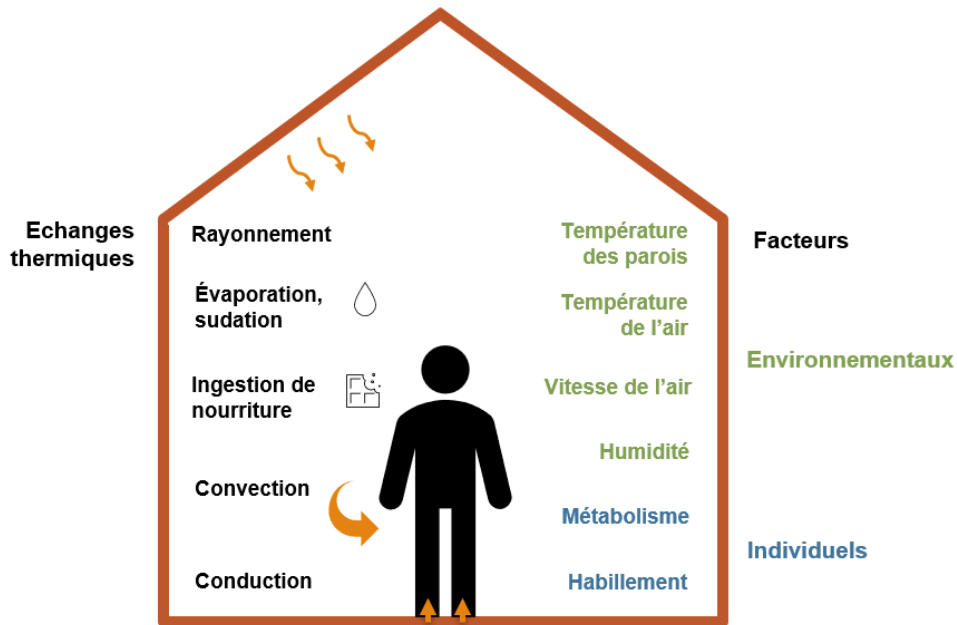 Echanges
thermiques
Rayonnement
Évaporation,
sudation
Ingestion de
nourriture
Convection
Conduction
Température
des parois
Température
de l'air
Vitesse de l'air
Humidité
Métabolisme
Habillement
Facteurs
Environnementaux
Individuels